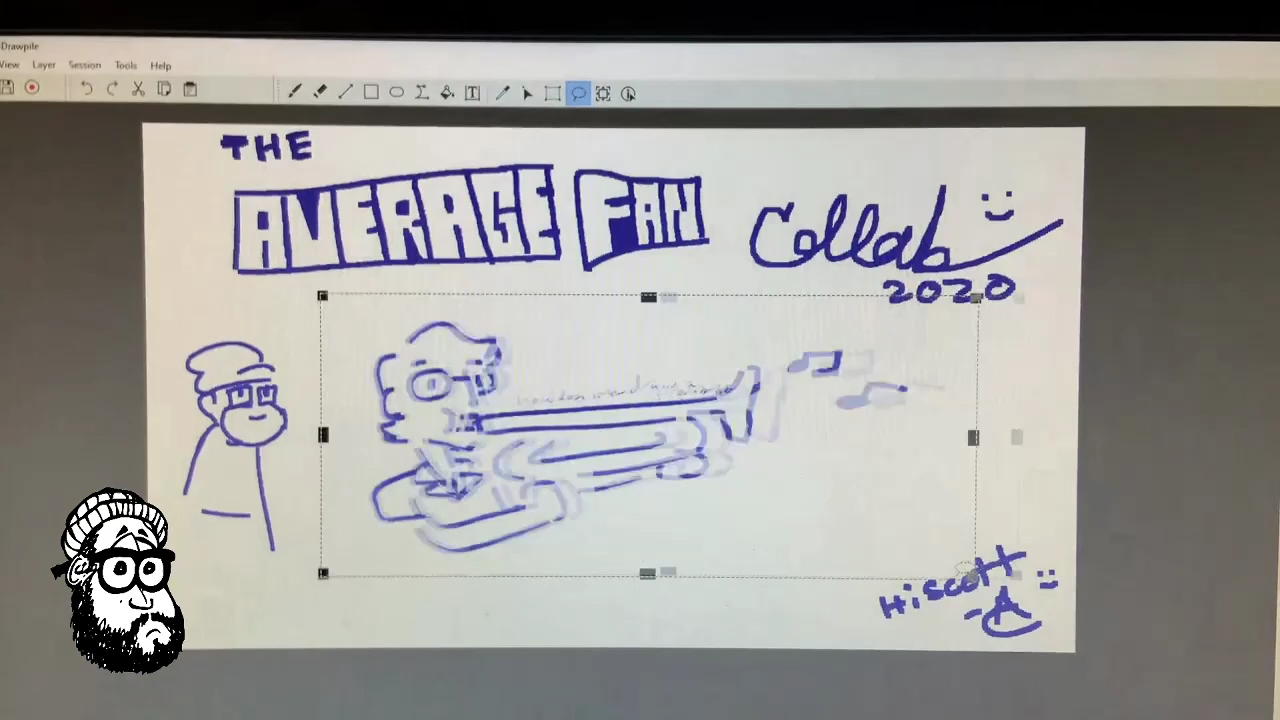 Drawpile
View Layer Session Tools Help
THE
AVERAGE FAN Collab
2020
Hiscott
-A